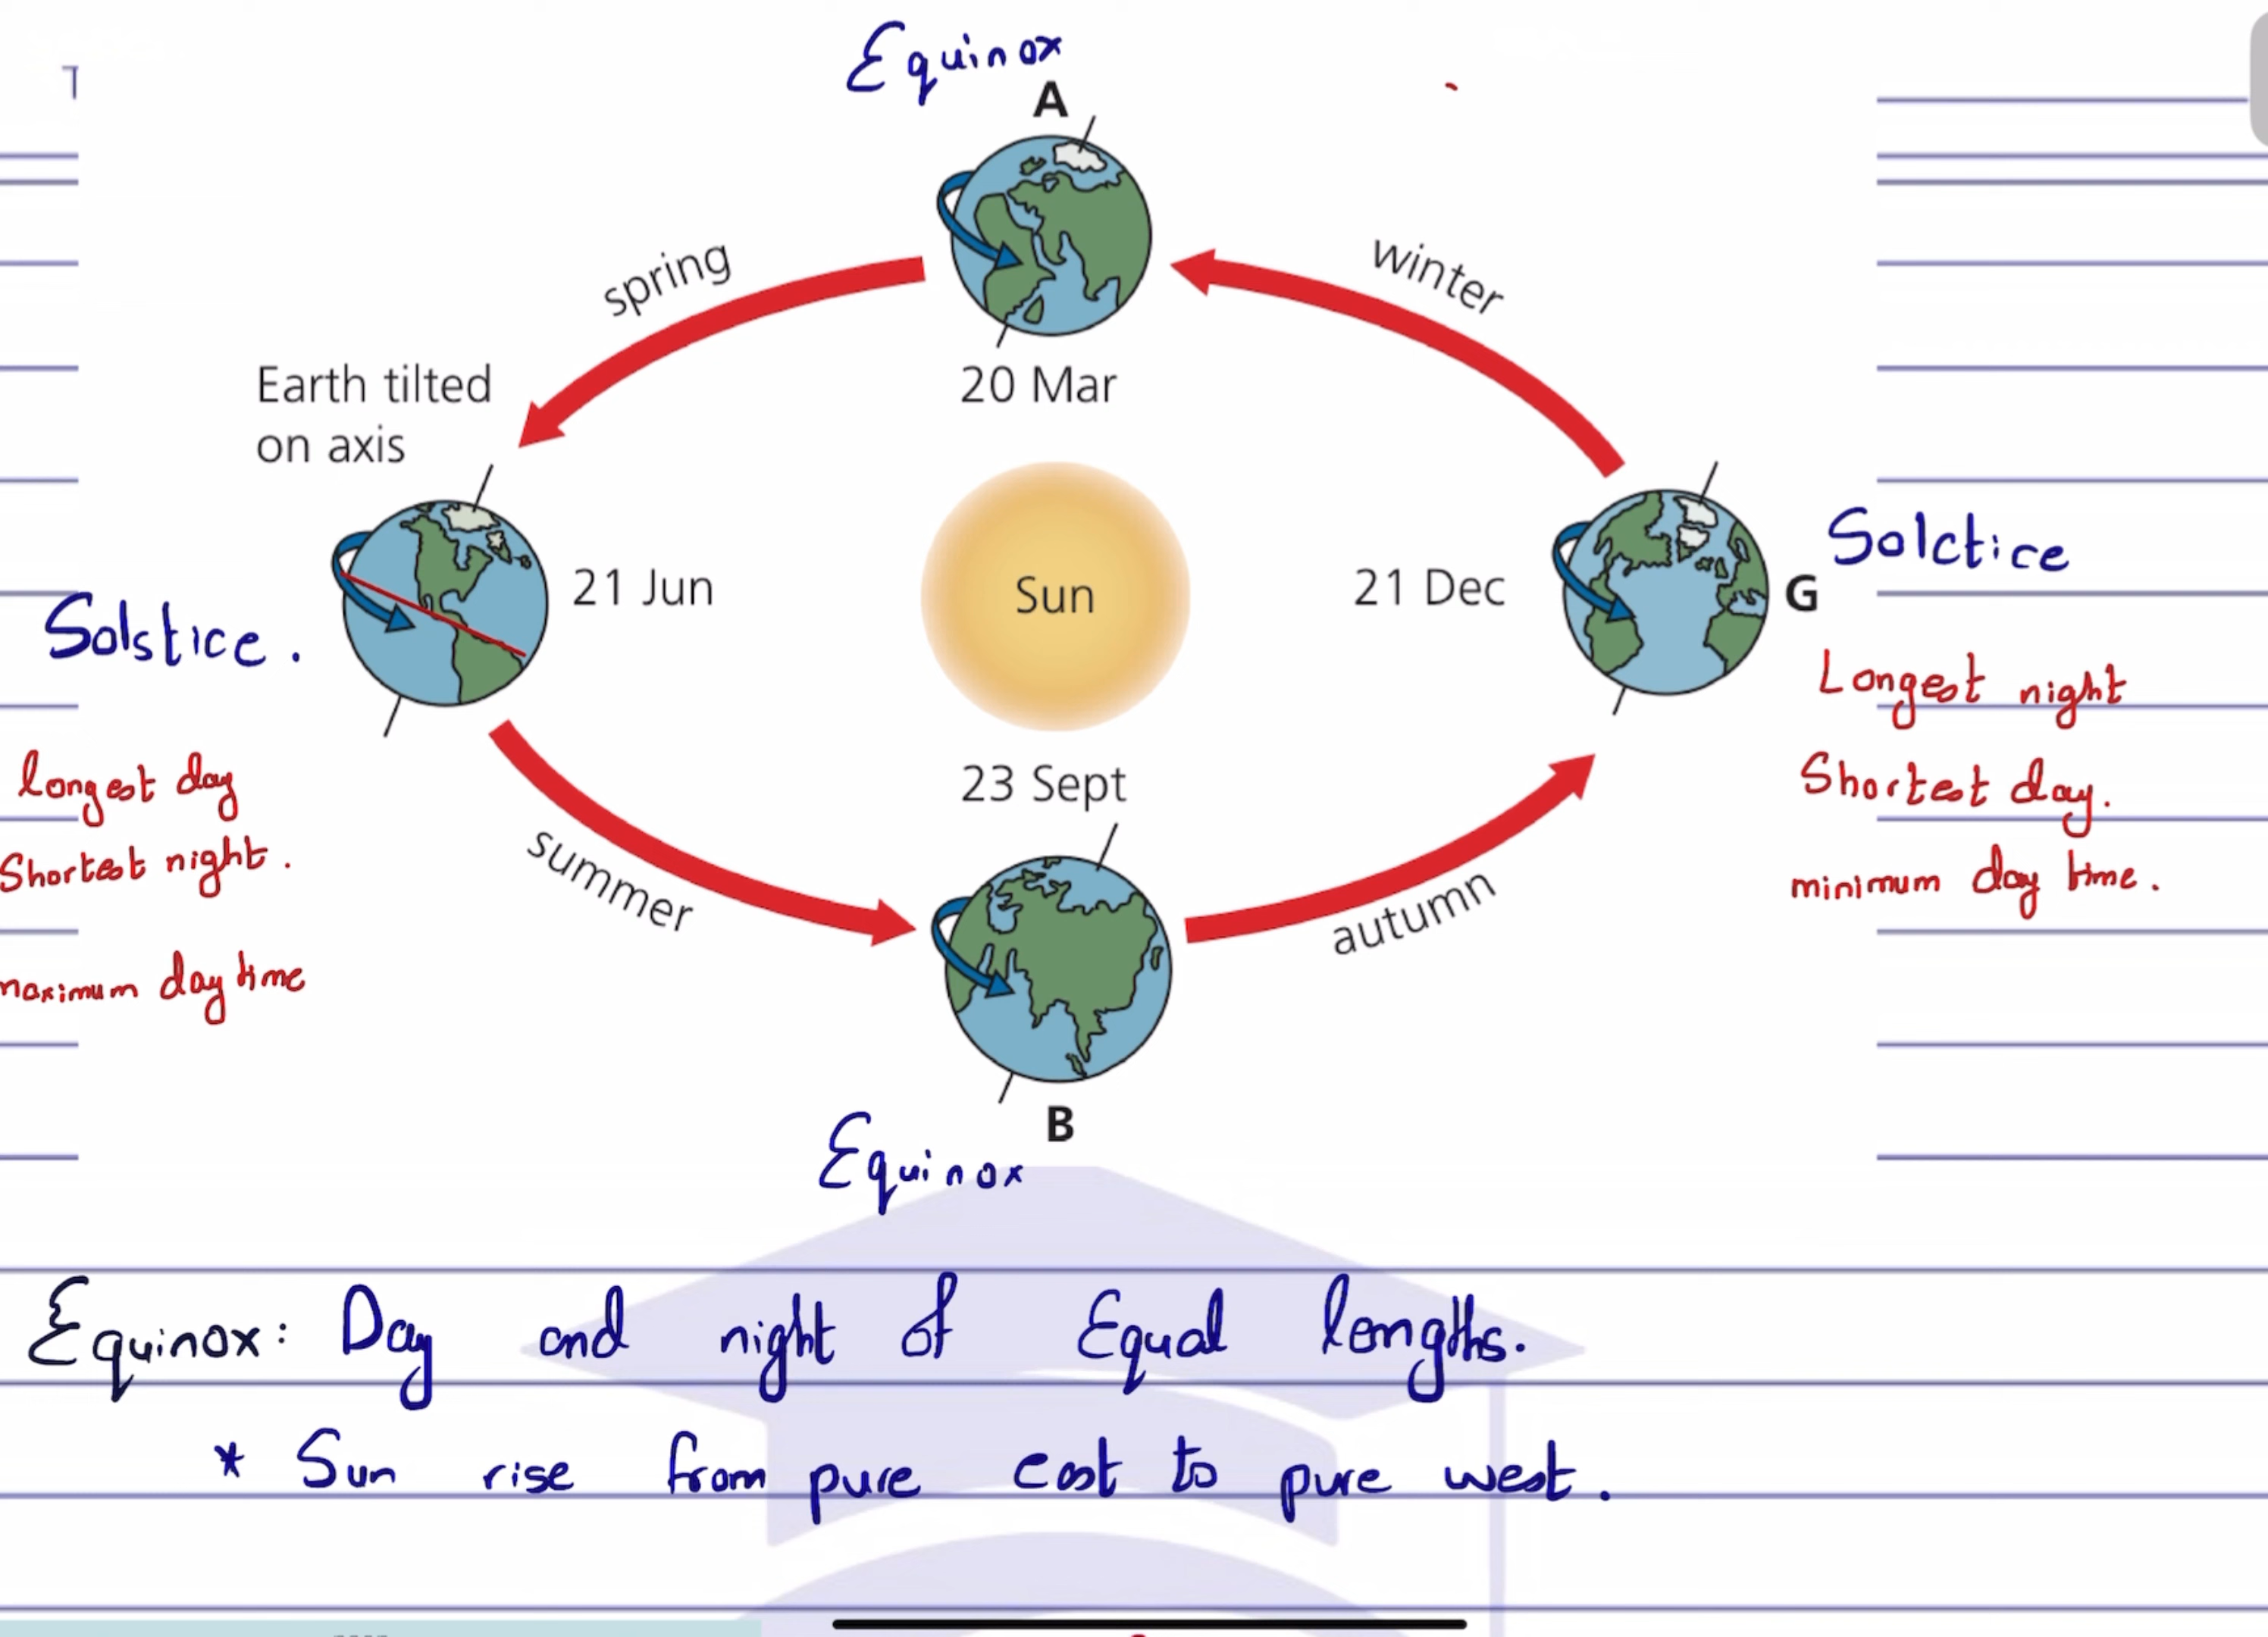 Equinox
A
T
spring
winter
Earth tilted
on axis
20 Mar
21 Jun
Sun
21 Dec
G
Solctice
Solstice.
Longest night
Shortest day.
minimum day time.
longest day
Shortest night.
maximum day time
23 Sept
summer
autumn
B
Equinox
Equinox: Day and night of Equal lengths.
* Sun rise from pure east to pure west.